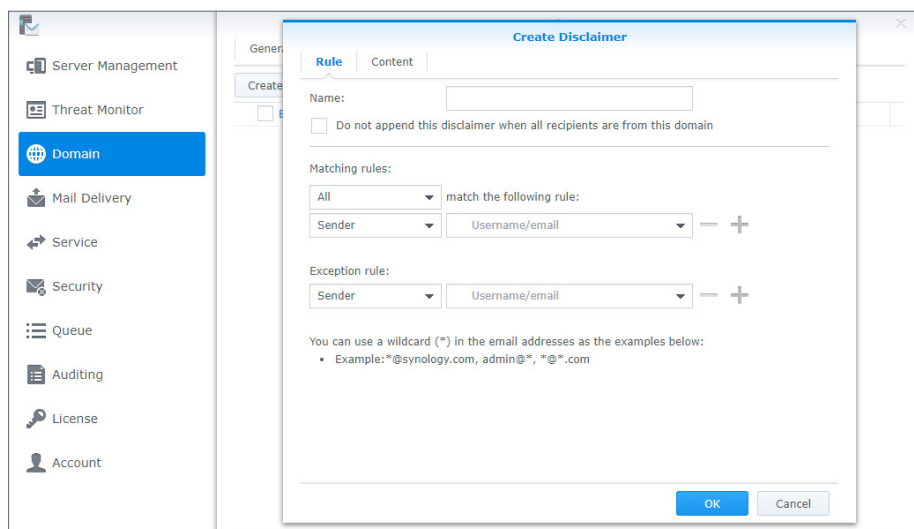 Server Management
Threat Monitor
Domain
Mail Delivery
Service
Security
Queue
Auditing
License
Account
Create
Create Disclaimer
Rule Content
Name:
Do not append this disclaimer when all recipients are from this domain
Matching rules:
All match the following rule:
Sender Username/email
Exception rule:
Sender Username/email
You can use a wildcard (*) in the email addresses as the examples below:
• Example:*@synology.com, admin@*, *@*.com
OK Cancel